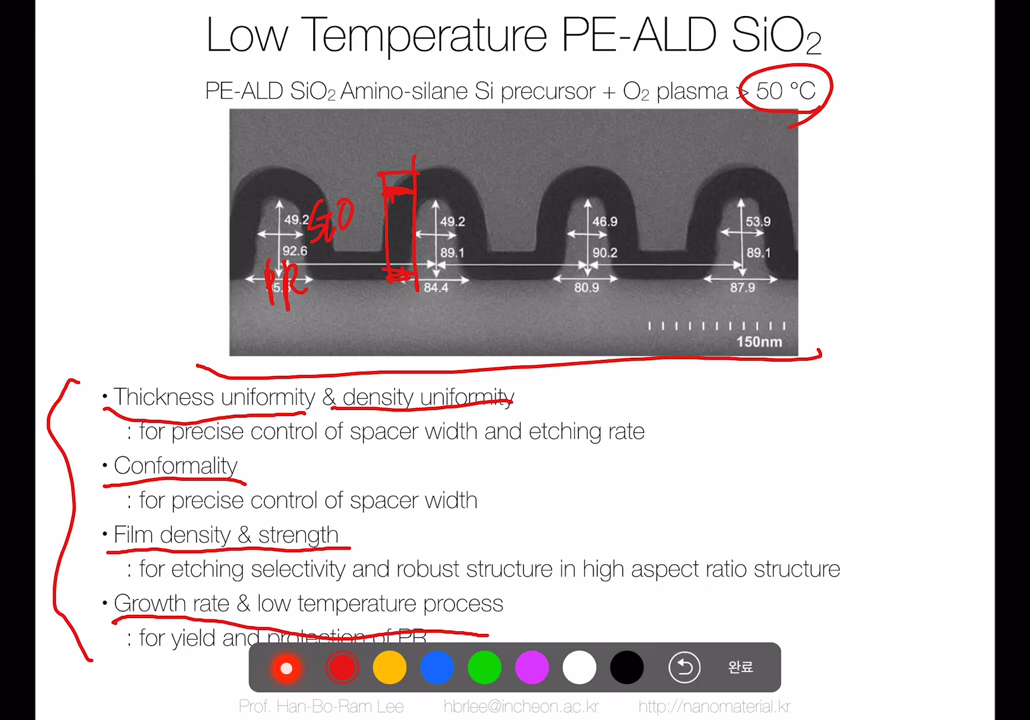 Low Temperature PE-ALD SiO₂
PE-ALD SiO₂ Amino-silane Si precursor + O₂ plasma > 50 °C
49.2 49.2 46.9 53.9
SiO
92.6 89.1 90.2 89.1
PR
84.4 80.9 87.9
150nm
• Thickness uniformity & density uniformity
: for precise control of spacer width and etching rate
• Conformality
: for precise control of spacer width
• Film density & strength
: for etching selectivity and robust structure in high aspect ratio structure
• Growth rate & low temperature process
: for yield and protection of PR
완료
Prof. Han-Bo-Ram Lee hbrlee@incheon.ac.kr http://nanomaterial.kr